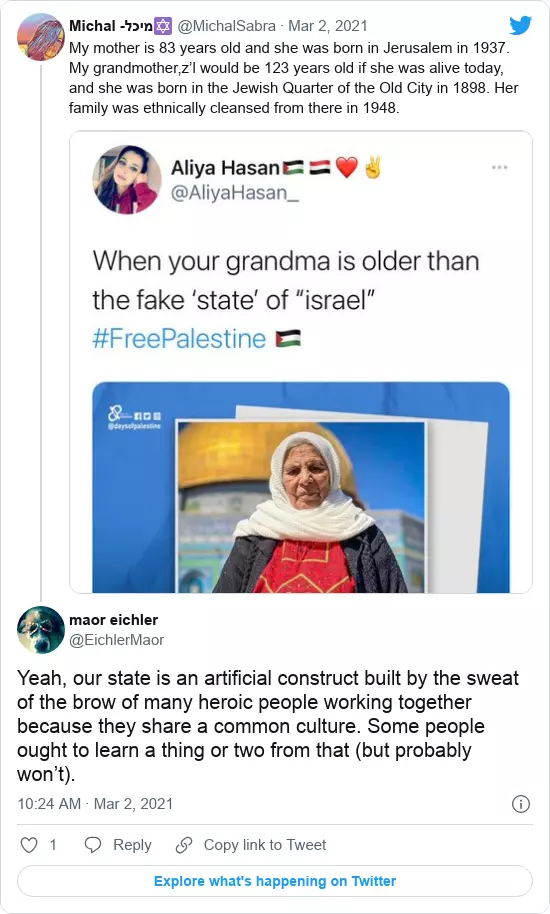 Michal -מיכל✡ @MichalSabra · Mar 2, 2021
My mother is 83 years old and she was born in Jerusalem in 1937.
My grandmother,z’l would be 123 years old if she was alive today,
and she was born in the Jewish Quarter of the Old City in 1898. Her
family was ethnically cleansed from there in 1948.
Aliya Hasan🇵🇸🇾🇪❤️✌️
@AliyaHasan_
When your grandma is older than
the fake ‘state’ of “israel”
#FreePalestine 🇵🇸
@daysofpalestine
maor eichler
@EichlerMaor
Yeah, our state is an artificial construct built by the sweat
of the brow of many heroic people working together
because they share a common culture. Some people
ought to learn a thing or two from that (but probably
won’t).
10:24 AM · Mar 2, 2021
1 Reply Copy link to Tweet
Explore what's happening on Twitter